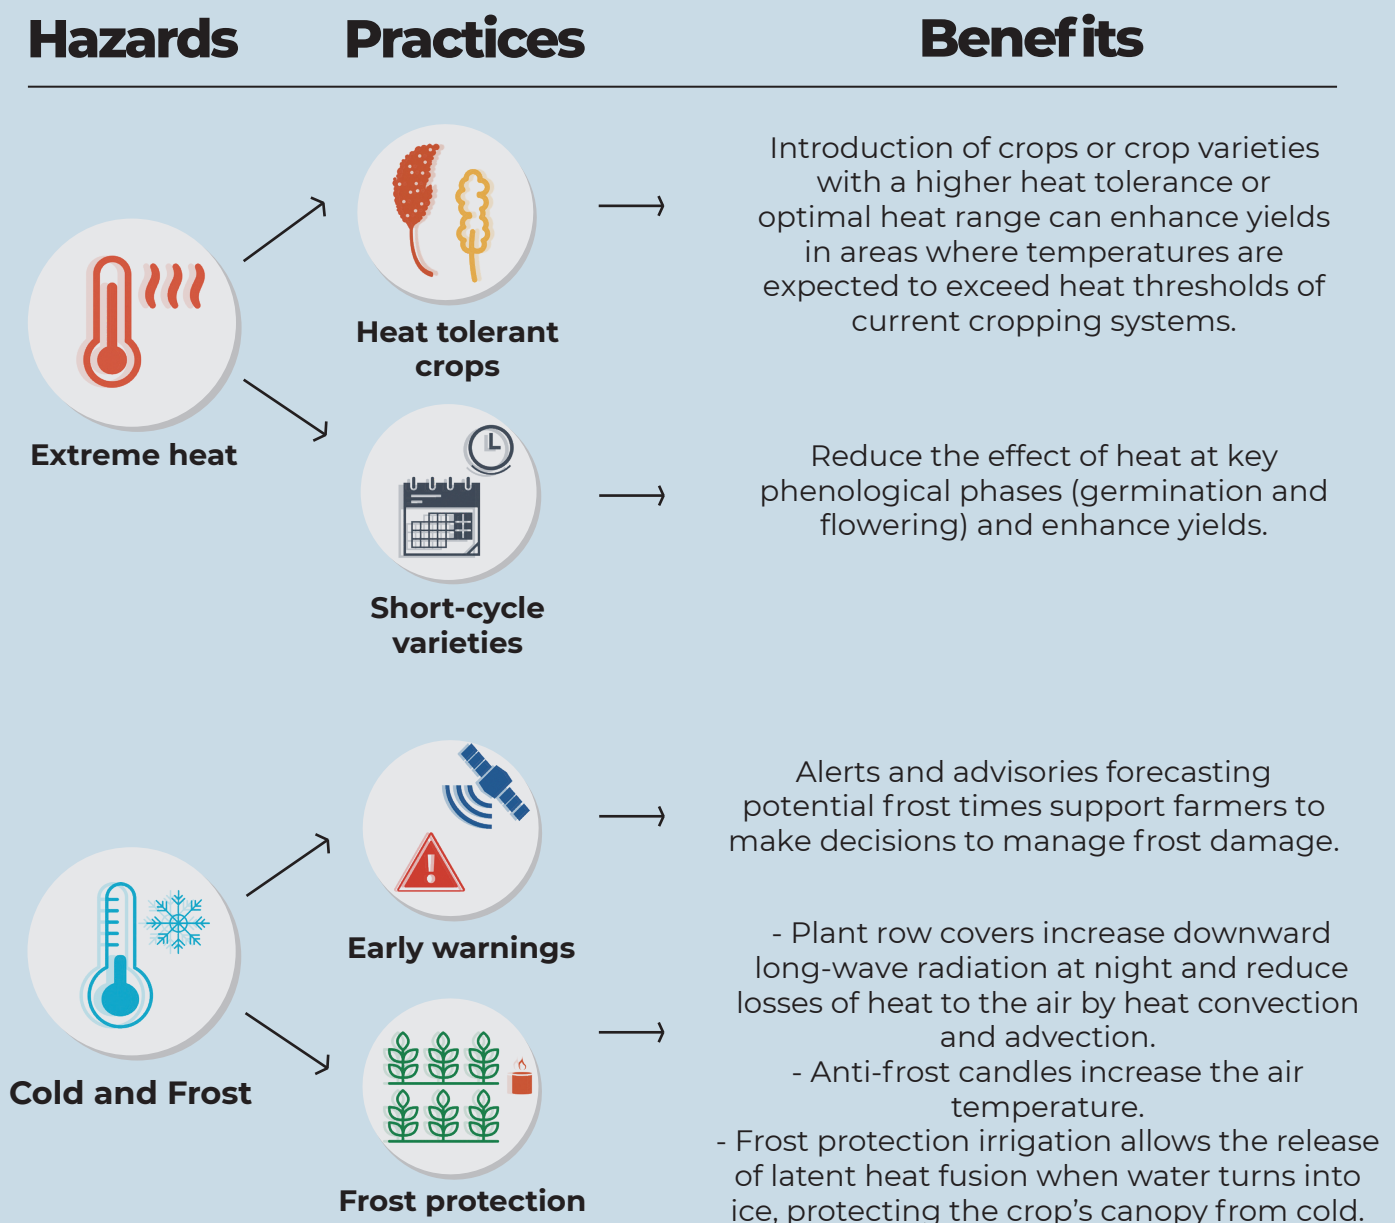 Hazards
Practices
Benefits
Extreme heat
Heat tolerant
crops
Introduction of crops or crop varieties
with a higher heat tolerance or
optimal heat range can enhance yields
in areas where temperatures are
expected to exceed heat thresholds of
current cropping systems.
Short-cycle
varieties
Reduce the effect of heat at key
phenological phases (germination and
flowering) and enhance yields.
Cold and Frost
Early warnings
Alerts and advisories forecasting
potential frost times support farmers to
make decisions to manage frost damage.
Frost protection
- Plant row covers increase downward
long-wave radiation at night and reduce
losses of heat to the air by heat convection
and advection.
- Anti-frost candles increase the air
temperature.
- Frost protection irrigation allows the release
of latent heat fusion when water turns into
ice, protecting the crop's canopy from cold.